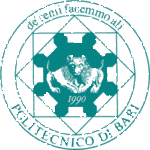 de remi facemmo ali
1990
POLITECNICO DI BARI